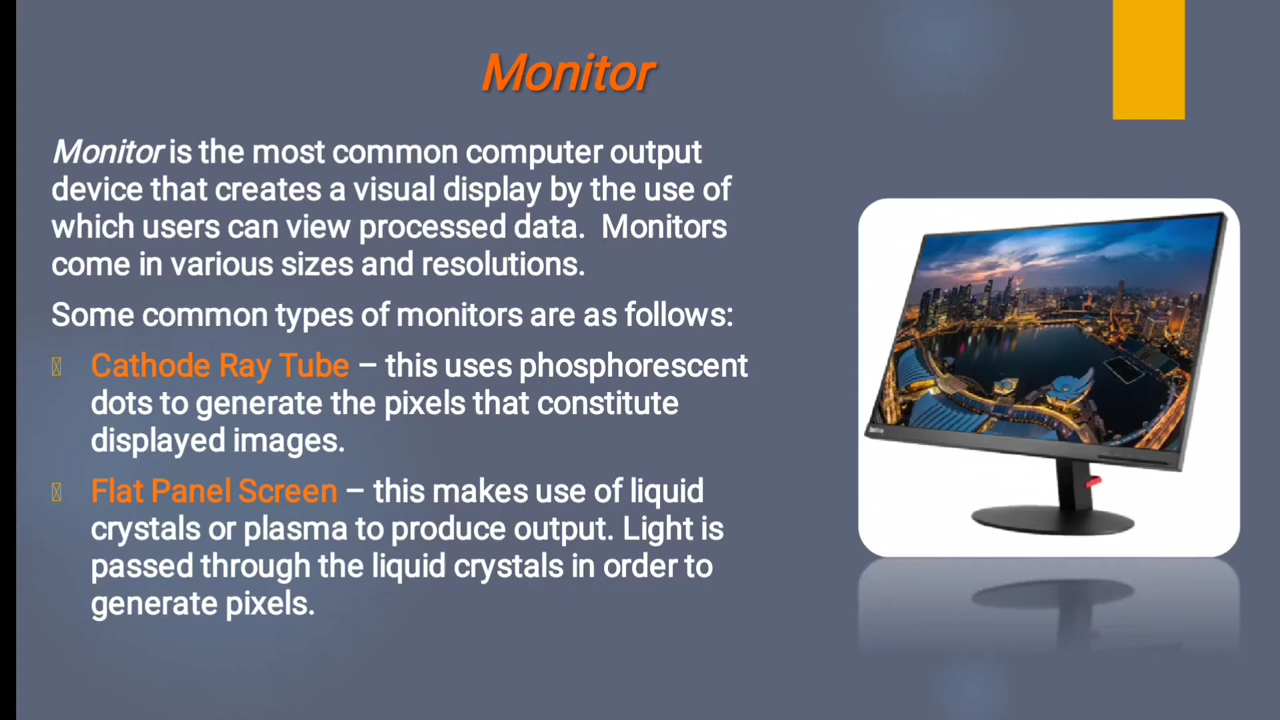 Monitor
Monitor is the most common computer output
device that creates a visual display by the use of
which users can view processed data.  Monitors
come in various sizes and resolutions.
Some common types of monitors are as follows:
Cathode Ray Tube – this uses phosphorescent
dots to generate the pixels that constitute
displayed images.
Flat Panel Screen – this makes use of liquid
crystals or plasma to produce output. Light is
passed through the liquid crystals in order to
generate pixels.